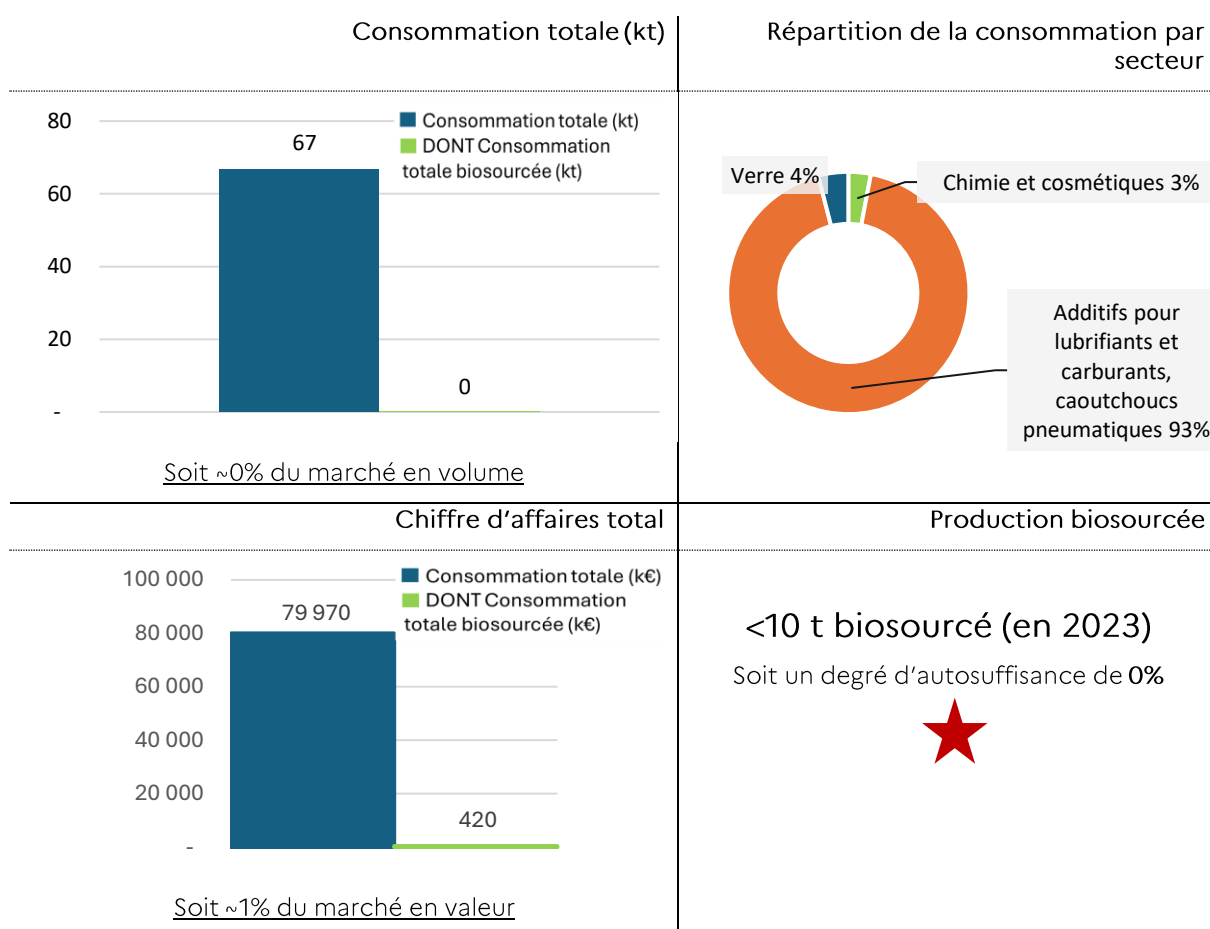 Consommation totale (kt)
80
60
40
20
-
67
0
Consommation totale (kt)
DONT Consommation
totale biosourcée (kt)
Soit ~0% du marché en volume
Répartition de la consommation par
secteur
Verre 4%
Chimie et cosmétiques 3%
Additifs pour
lubrifiants et
carburants,
caoutchoucs
pneumatiques 93%
Chiffre d'affaires total
100 000
80 000
60 000
40 000
20 000
-
79 970
420
Consommation totale (k€)
DONT Consommation
totale biosourcée (k€)
Soit ~1% du marché en valeur
Production biosourcée
<10 t biosourcé (en 2023)
Soit un degré d'autosuffisance de 0%